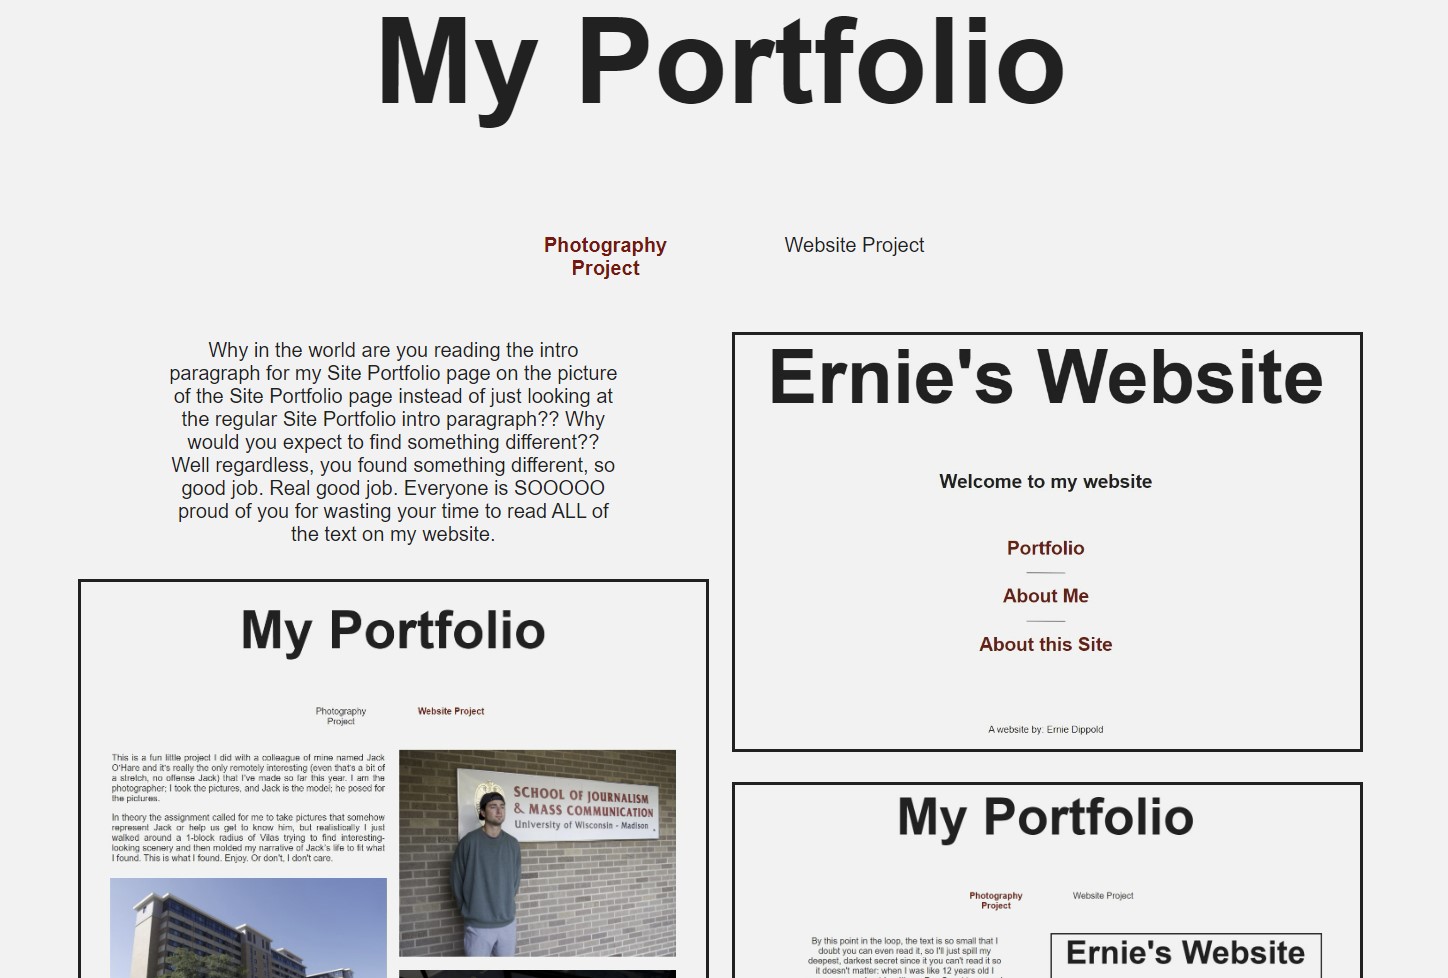 My Portfolio
Photography
Project
Website Project
Why in the world are you reading the intro
paragraph for my Site Portfolio page on the picture
of the Site Portfolio page instead of just looking at
the regular Site Portfolio intro paragraph?? Why
would you expect to find something different??
Well regardless, you found something different, so
good job. Real good job. Everyone is SOOOOO
proud of you for wasting your time to read ALL of
the text on my website.
Ernie's Website
Welcome to my website
Portfolio
About Me
About this Site
A website by: Ernie Dippold
My Portfolio
Photography
Project
Website Project
This is a fun little project I did with a colleague of mine named Jack
O'Hare and it's really the only remotely interesting (even that's a bit of
a stretch, no offense Jack) that I've made so far this year. I am the
photographer; I took the pictures, and Jack is the model; he posed for
the pictures.
In theory the assignment called for me to take pictures that somehow
represent Jack or help us get to know him, but realistically I just
walked around a 1-block radius of Vilas trying to find interesting-
looking scenery and then molded my narrative of Jack's life to fit what
I found. This is what I found. Enjoy. Or don't, I don't care.
SCHOOL OF JOURNALISM
& MASS COMMUNICATION
University of Wisconsin - Madison
My Portfolio
Photography
Project
Website Project
By this point in the loop, the text is so small that I
doubt you can even read it, so I'll just spill my
deepest, darkest secret since it you can't read it so
it doesn't matter: when I was like 12 years old I
Ernie's Website